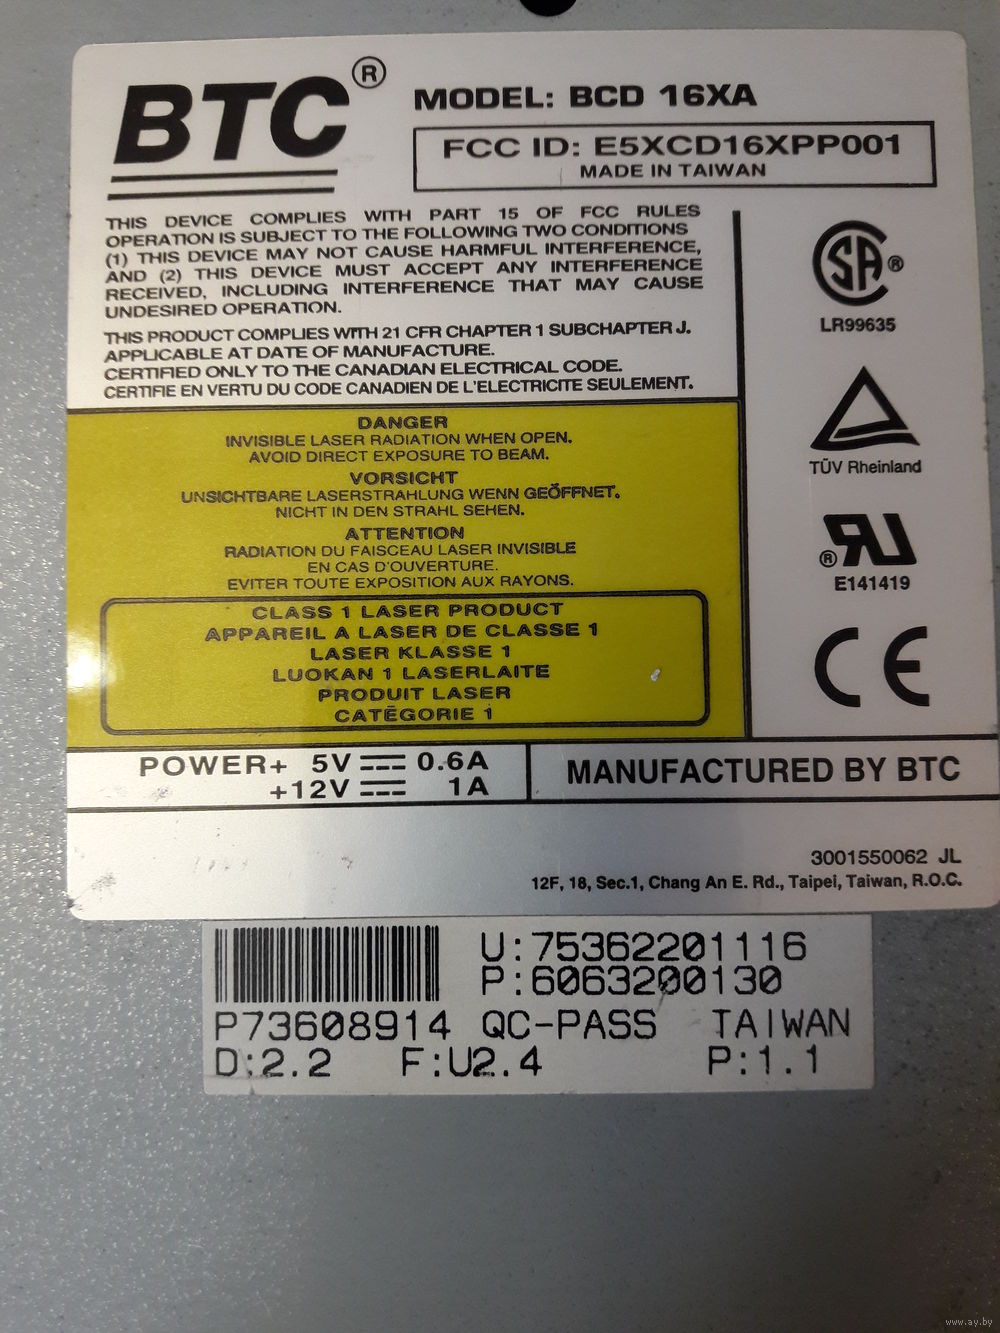 BTC®
MODEL: BCD 16XA
FCC ID: E5XCD16XPP001
MADE IN TAIWAN
THIS DEVICE COMPLIES WITH PART 15 OF FCC RULES
OPERATION IS SUBJECT TO THE FOLLOWING TWO CONDITIONS
(1) THIS DEVICE MAY NOT CAUSE HARMFUL INTERFERENCE,
AND (2) THIS DEVICE MUST ACCEPT ANY INTERFERENCE
RECEIVED, INCLUDING INTERFERENCE THAT MAY CAUSE
UNDESIRED OPERATION.
THIS PRODUCT COMPLIES WITH 21 CFR CHAPTER 1 SUBCHAPTER J.
APPLICABLE AT DATE OF MANUFACTURE.
CERTIFIED ONLY TO THE CANADIAN ELECTRICAL CODE.
CERTIFIE EN VERTU DU CODE CANADIEN DE L'ELECTRICITE SEULEMENT.
SA®
LR99635
TÜV Rheinland
®RU
E141419
CE
DANGER
INVISIBLE LASER RADIATION WHEN OPEN.
AVOID DIRECT EXPOSURE TO BEAM.
VORSICHT
UNSICHTBARE LASERSTRAHLUNG WENN GEÖFFNET.
NICHT IN DEN STRAHL SEHEN.
ATTENTION
RADIATION DU FAISCEAU LASER INVISIBLE
EN CAS D'OUVERTURE.
EVITER TOUTE EXPOSITION AUX RAYONS.
CLASS 1 LASER PRODUCT
APPAREIL A LASER DE CLASSE 1
LASER KLASSE 1
LUOKAN 1 LASERLAITE
PRODUIT LASER
CATĒGORIE 1
POWER+ 5V 0.6A
+12V 1A
MANUFACTURED BY BTC
3001550062 JL
12F, 18, Sec.1, Chang An E. Rd., Taipei, Taiwan, R.O.C.
U:75362201116
P:6063200130
P73608914 QC-PASS TAIWAN
D:2.2 F:U2.4 P:1.1
www.ay.by